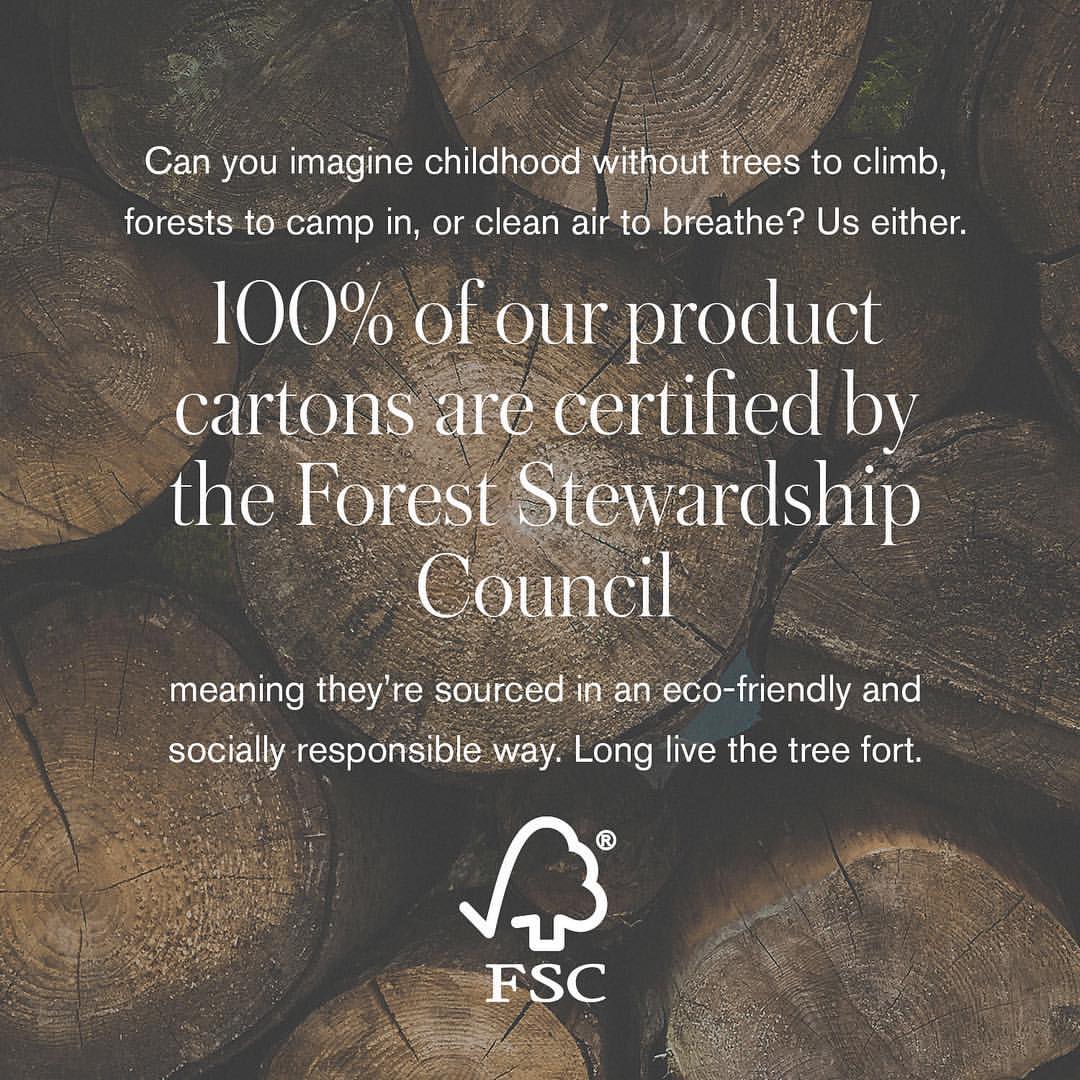 Can you imagine childhood without trees to climb,
forests to camp in, or clean air to breathe? Us either.
100% of our product
cartons are certified by
the Forest Stewardship
Council
meaning they're sourced in an eco-friendly and
socially responsible way. Long live the tree fort.
®
FSC